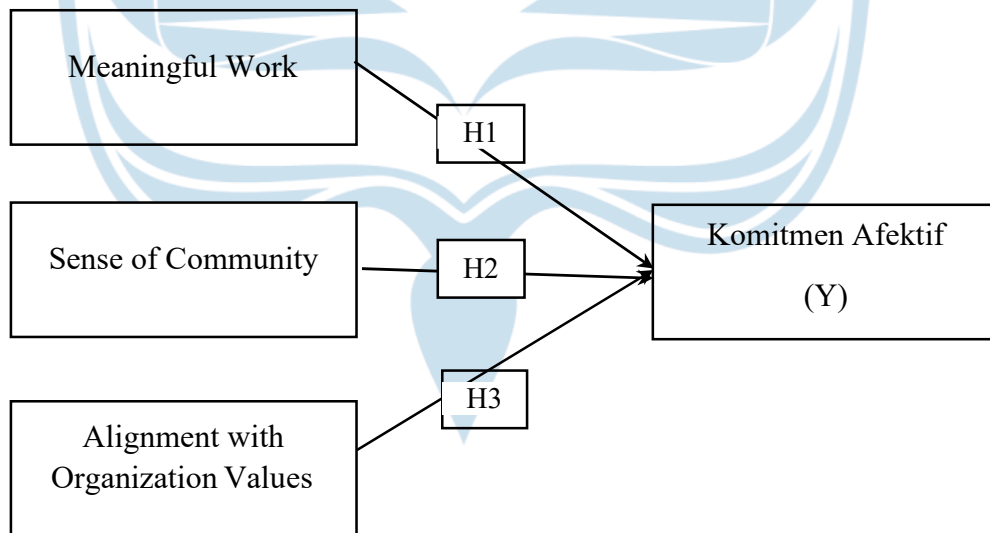 Meaningful Work
H1
Sense of Community
H2
Komitmen Afektif
(Y)
H3
Alignment with
Organization Values